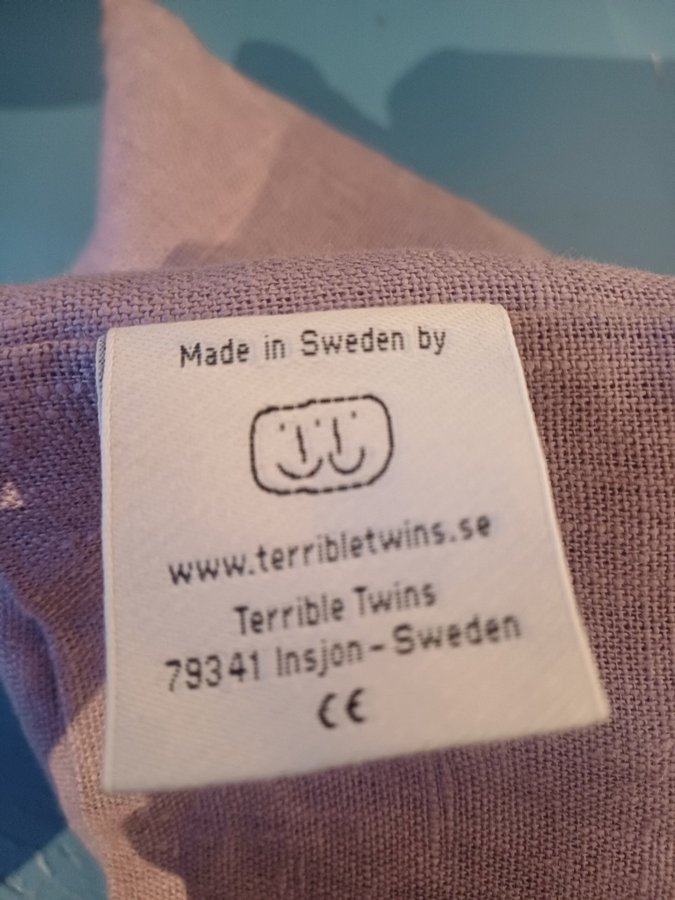 Made in Sweden by
www.terribletwins.se
Terrible Twins
79341 Insjon-Sweden
CE